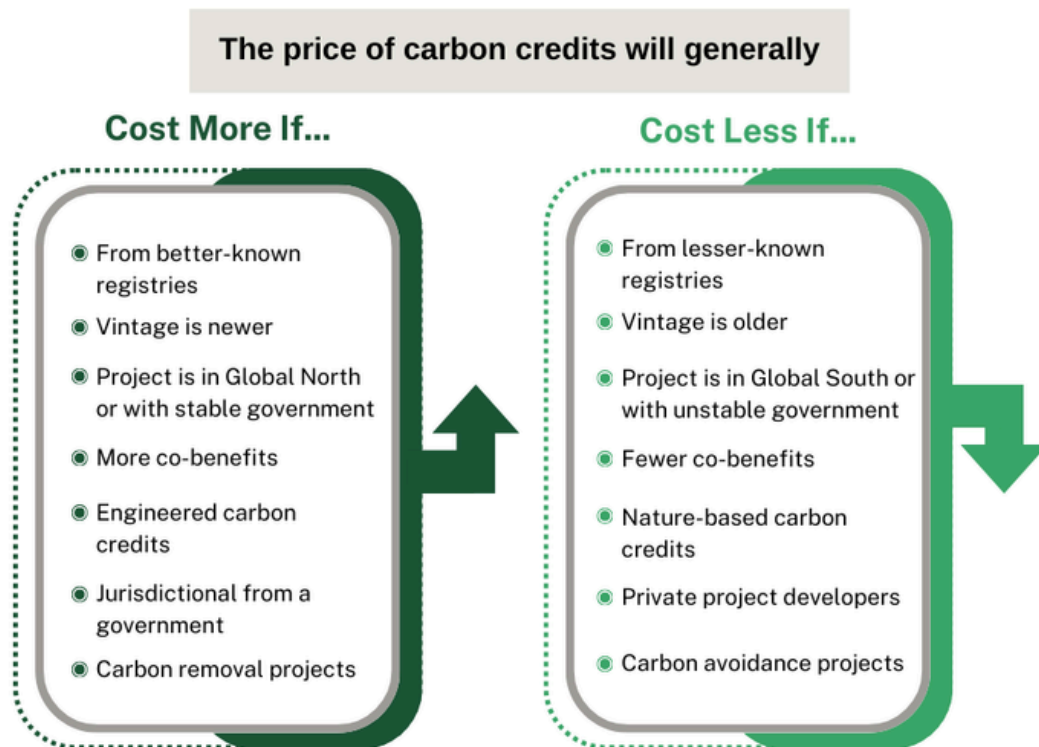 The price of carbon credits will generally
Cost More If...
From better-known
registries
Vintage is newer
Project is in Global North
or with stable government
More co-benefits
Engineered carbon
credits
Jurisdictional from a
government
Carbon removal projects
Cost Less If...
From lesser-known
registries
Vintage is older
Project is in Global South or
with unstable government
Fewer co-benefits
Nature-based carbon
credits
Private project developers
Carbon avoidance projects